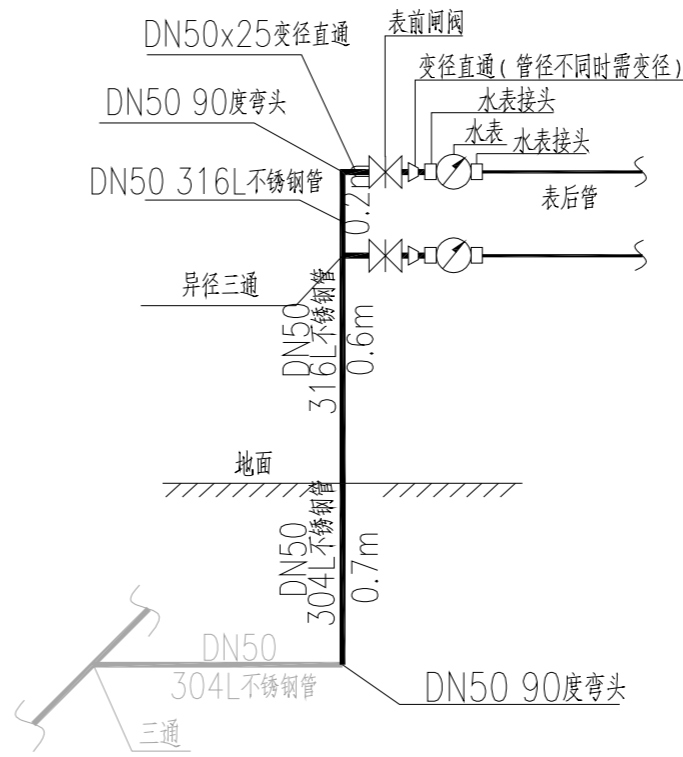 表前闸阀
DN50x25变径直通
变径直通(管径不同时需变径)
DN50 90度弯头
水表接头
水表
水表接头
DN50 316L不锈钢管
0.2m
表后管
异径三通
DN50
316L不锈钢管
0.6m
地面
DN50
304L不锈钢管
0.7m
DN50
304L不锈钢管
DN50 90度弯头
三通